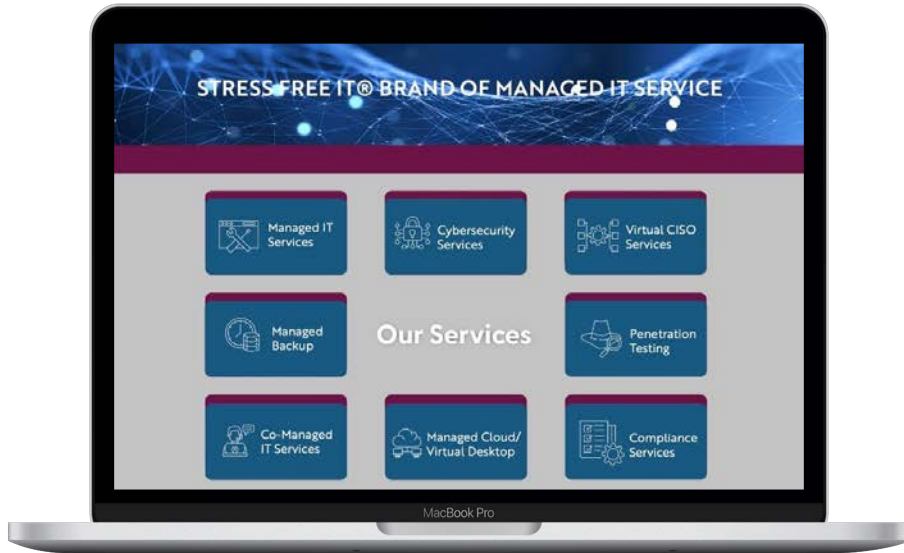 STRESS FREE IT® BRAND OF MANAGED IT SERVICE
Managed IT
Services
Cybersecurity
Services
Virtual CISO
Services
Managed
Backup
Our Services
Penetration
Testing
Co-Managed
IT Services
Managed Cloud/
Virtual Desktop
Compliance
Services
MacBook Pro